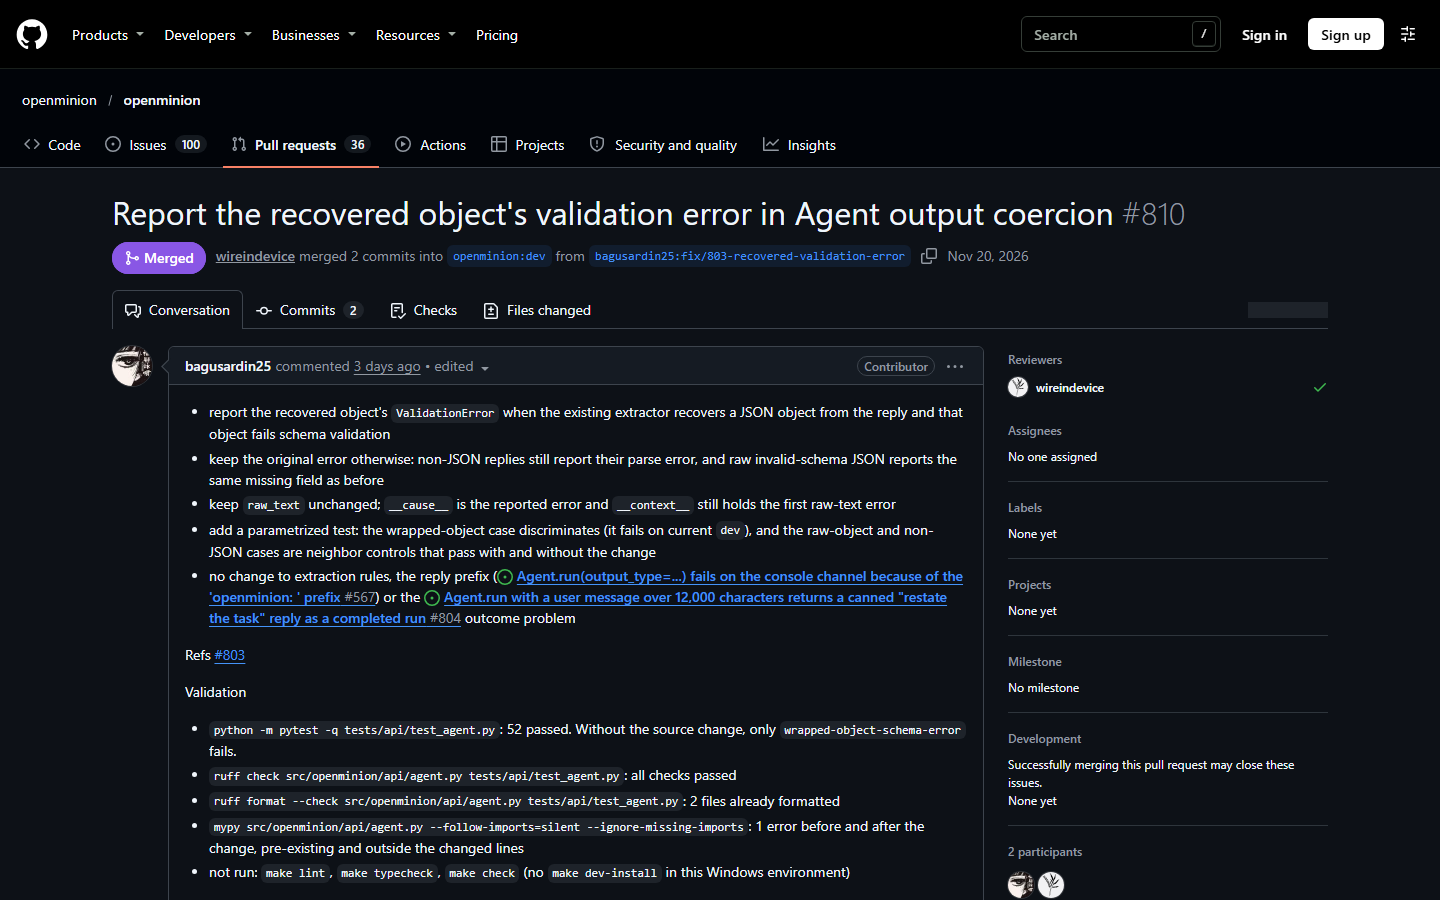 Products Developers Businesses Resources Pricing Search / Sign in Sign up
openminion / openminion
Code Issues 100 Pull requests 36 Actions Projects Security and quality Insights
Report the recovered object's validation error in Agent output coercion #810
Merged wireindevice merged 2 commits into openminion:dev from bagusardin25:fix/803-recovered-validation-error Nov 20, 2026
Conversation Commits 2 Checks Files changed
bagusardin25 commented 3 days ago • edited Contributor
• report the recovered object's ValidationError when the existing extractor recovers a JSON object from the reply and that
object fails schema validation
• keep the original error otherwise: non-JSON replies still report their parse error, and raw invalid-schema JSON reports the
same missing field as before
• keep raw_text unchanged; __cause__ is the reported error and __context__ still holds the first raw-text error
• add a parametrized test: the wrapped-object case discriminates (it fails on current dev), and the raw-object and non-
JSON cases are neighbor controls that pass with and without the change
• no change to extraction rules, the reply prefix (Agent.run(output_type=...) fails on the console channel because of the
'openminion: ' prefix #567) or the Agent.run with a user message over 12,000 characters returns a canned "restate
the task" reply as a completed run #804 outcome problem
Refs #803
Validation
• python -m pytest -q tests/api/test_agent.py: 52 passed. Without the source change, only wrapped-object-schema-error
fails.
• ruff check src/openminion/api/agent.py tests/api/test_agent.py: all checks passed
• ruff format --check src/openminion/api/agent.py tests/api/test_agent.py: 2 files already formatted
• mypy src/openminion/api/agent.py --follow-imports=silent --ignore-missing-imports: 1 error before and after the
change, pre-existing and outside the changed lines
• not run: make lint, make typecheck, make check (no make dev-install in this Windows environment)
Reviewers
wireindevice
Assignees
No one assigned
Labels
None yet
Projects
None yet
Milestone
No milestone
Development
Successfully merging this pull request may close these
issues.
None yet
2 participants